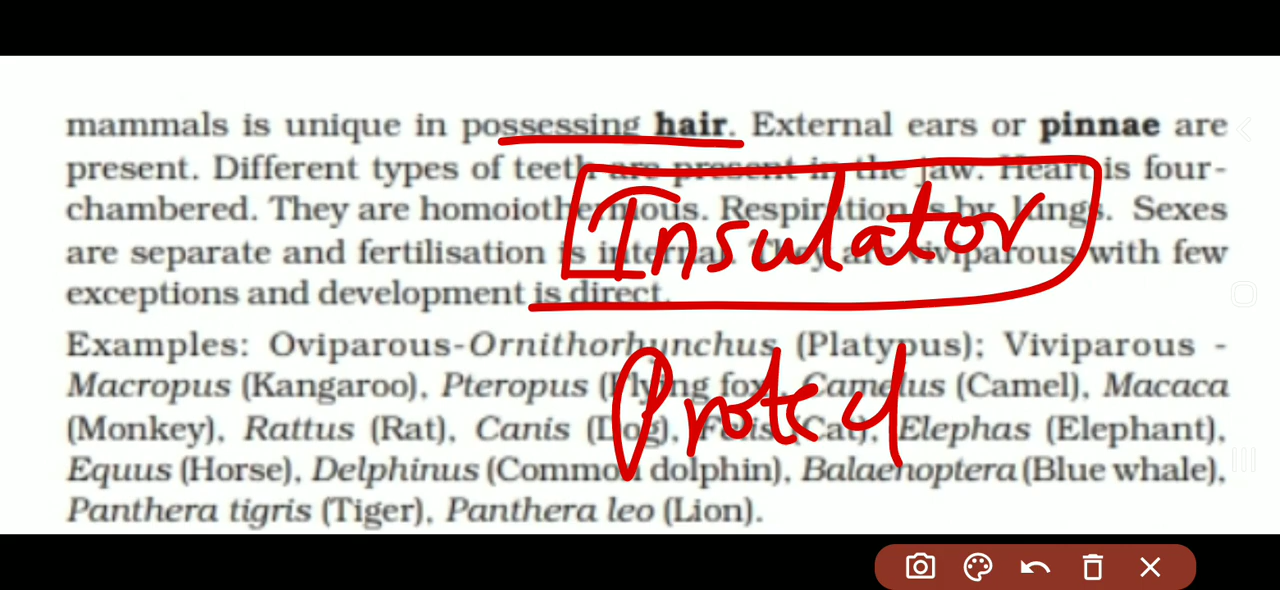 mammals is unique in possessing hair. External ears or pinnae are
present. Different types of teeth are present in the jaw. Heart is four-
chambered. They are homoiothermous. Respiration is by lungs. Sexes
are separate and fertilisation is internal. They are viviparous with few
Insulator
exceptions and development is direct.
Examples: Oviparous-Ornithorhynchus (Platypus); Viviparous -
Macropus (Kangaroo), Pteropus (Flying fox), Camelus (Camel), Macaca
(Monkey), Rattus (Rat), Canis (Dog), Felis (Cat), Elephas (Elephant),
Equus (Horse), Delphinus (Common dolphin), Balaenoptera (Blue whale),
Panthera tigris (Tiger), Panthera leo (Lion).